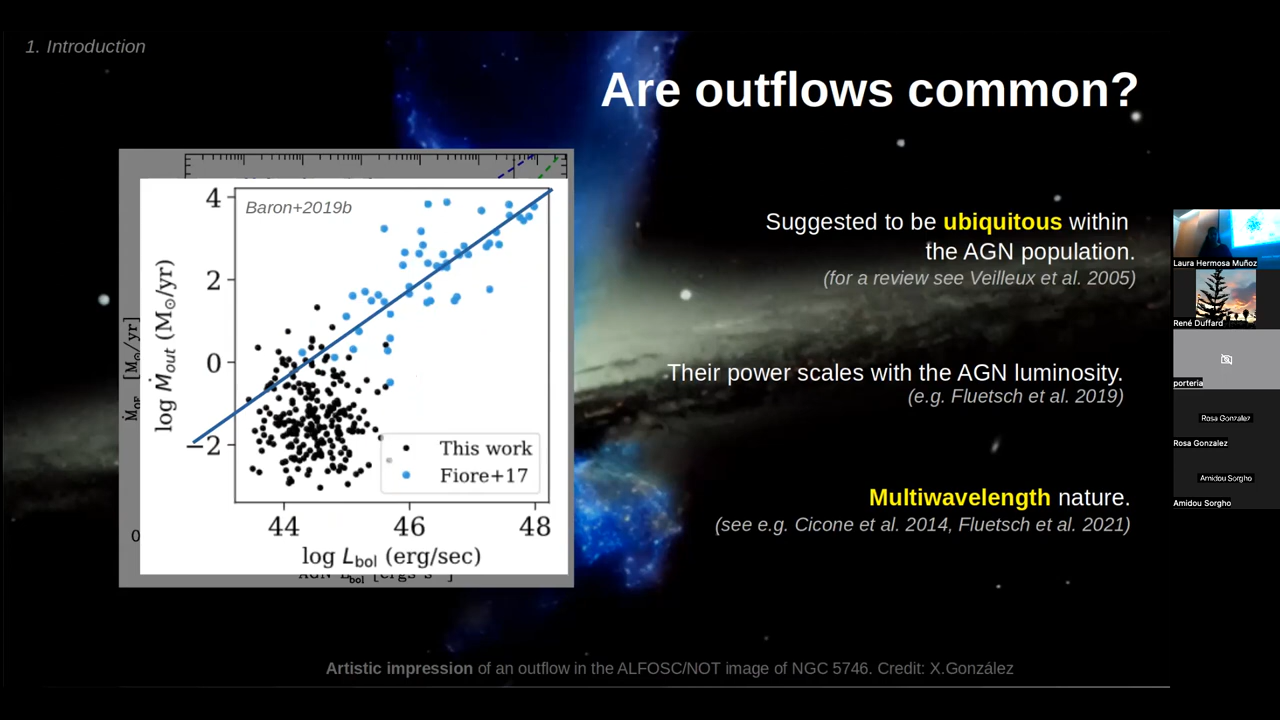 1. Introduction
Are outflows common?
Baron+2019b
4
2
0
−2
log Ṁout (M⊙/yr)
This work
Fiore+17
44
46
48
log Lbol (erg/sec)
[M⊙/yr]
0
Suggested to be ubiquitous within
the AGN population.
(for a review see Veilleux et al. 2005)
Their power scales with the AGN luminosity.
(e.g. Fluetsch et al. 2019)
Multiwavelength nature.
(see e.g. Cicone et al. 2014, Fluetsch et al. 2021)
Artistic impression of an outflow in the ALFOSC/NOT image of NGC 5746. Credit: X.González
Laura Hermosa Muñoz
René Duffard
porteria
Rosa Gonzalez
Rosa Gonzalez
Amidou Sorgho
Amidou Sorgho